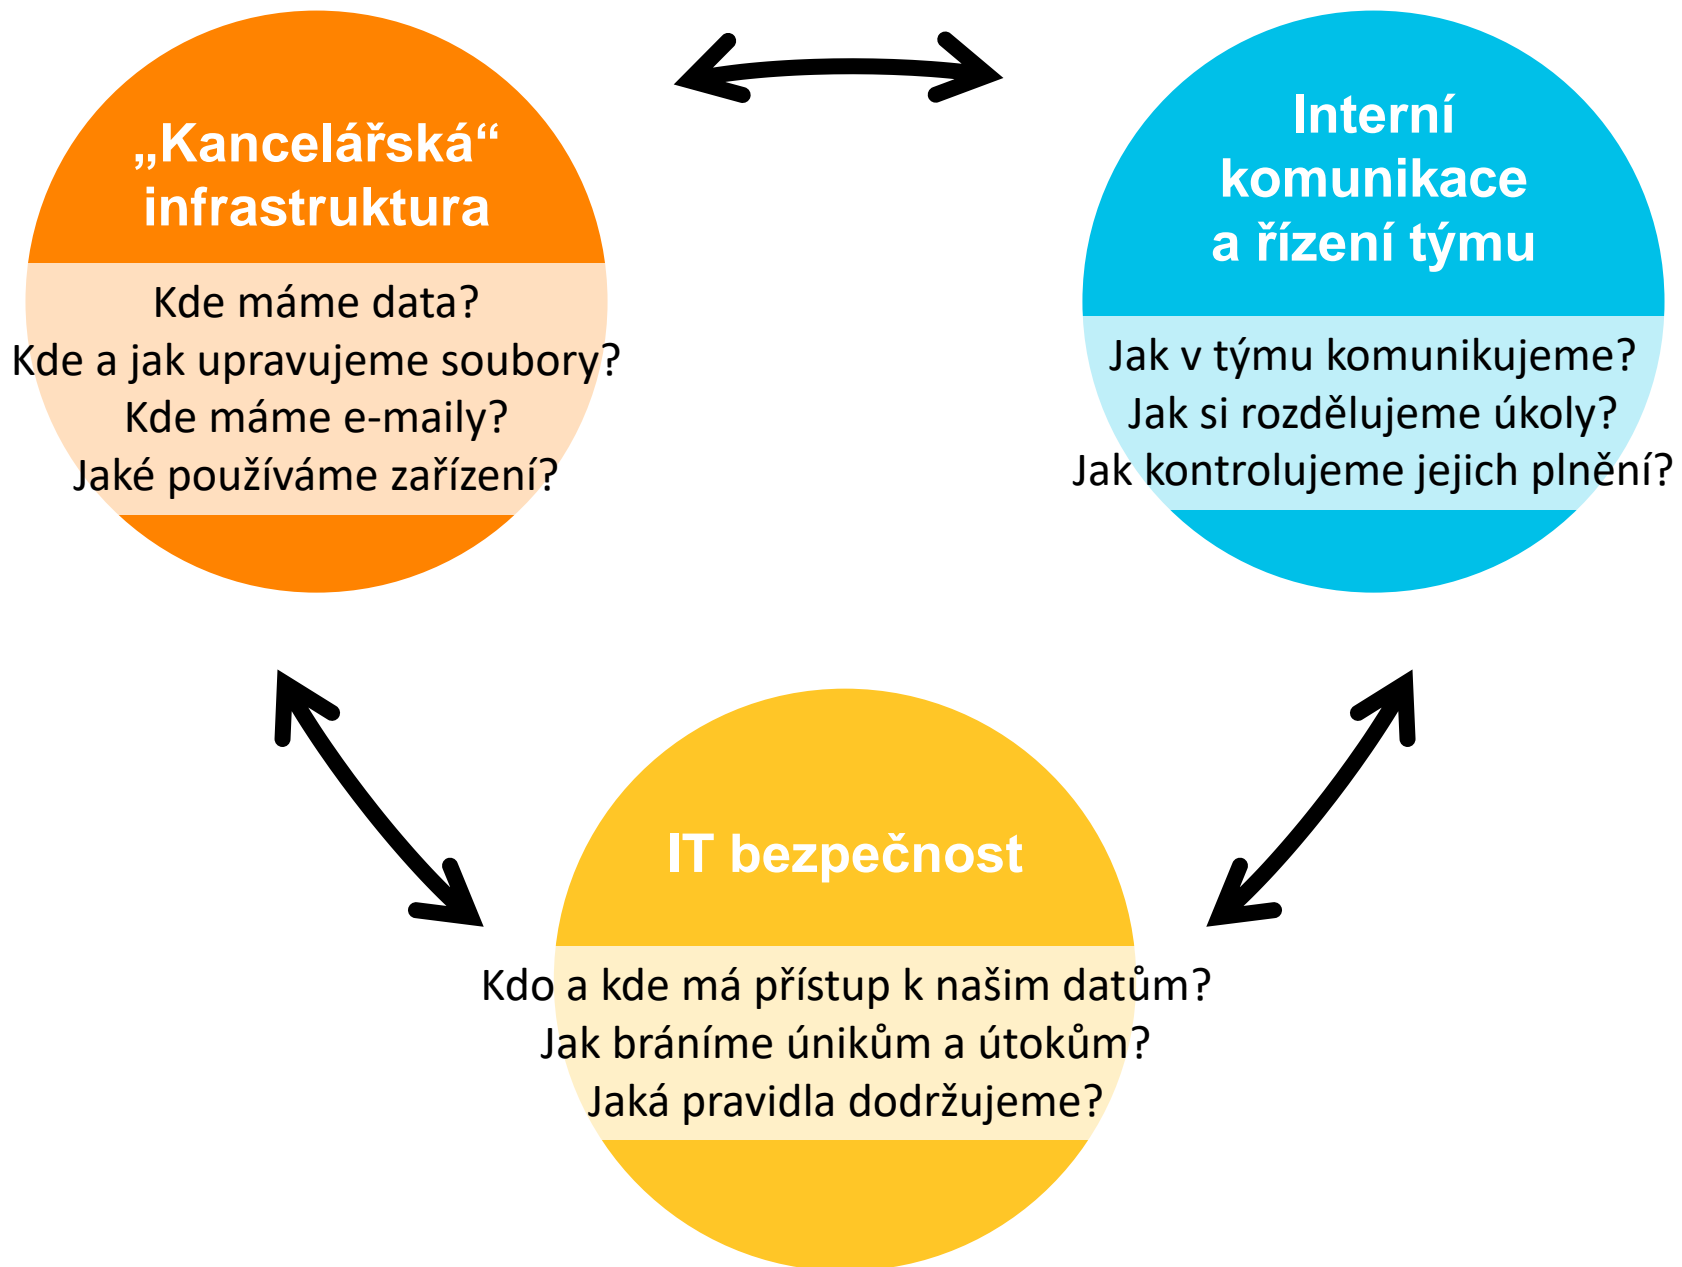 „Kancelářská“
infrastruktura
Kde máme data?
Kde a jak upravujeme soubory?
Kde máme e-maily?
Jaké používáme zařízení?
Interní
komunikace
a řízení týmu
Jak v týmu komunikujeme?
Jak si rozdělujeme úkoly?
Jak kontrolujeme jejich plnění?
IT bezpečnost
Kdo a kde má přístup k našim datům?
Jak bráníme únikům a útokům?
Jaká pravidla dodržujeme?